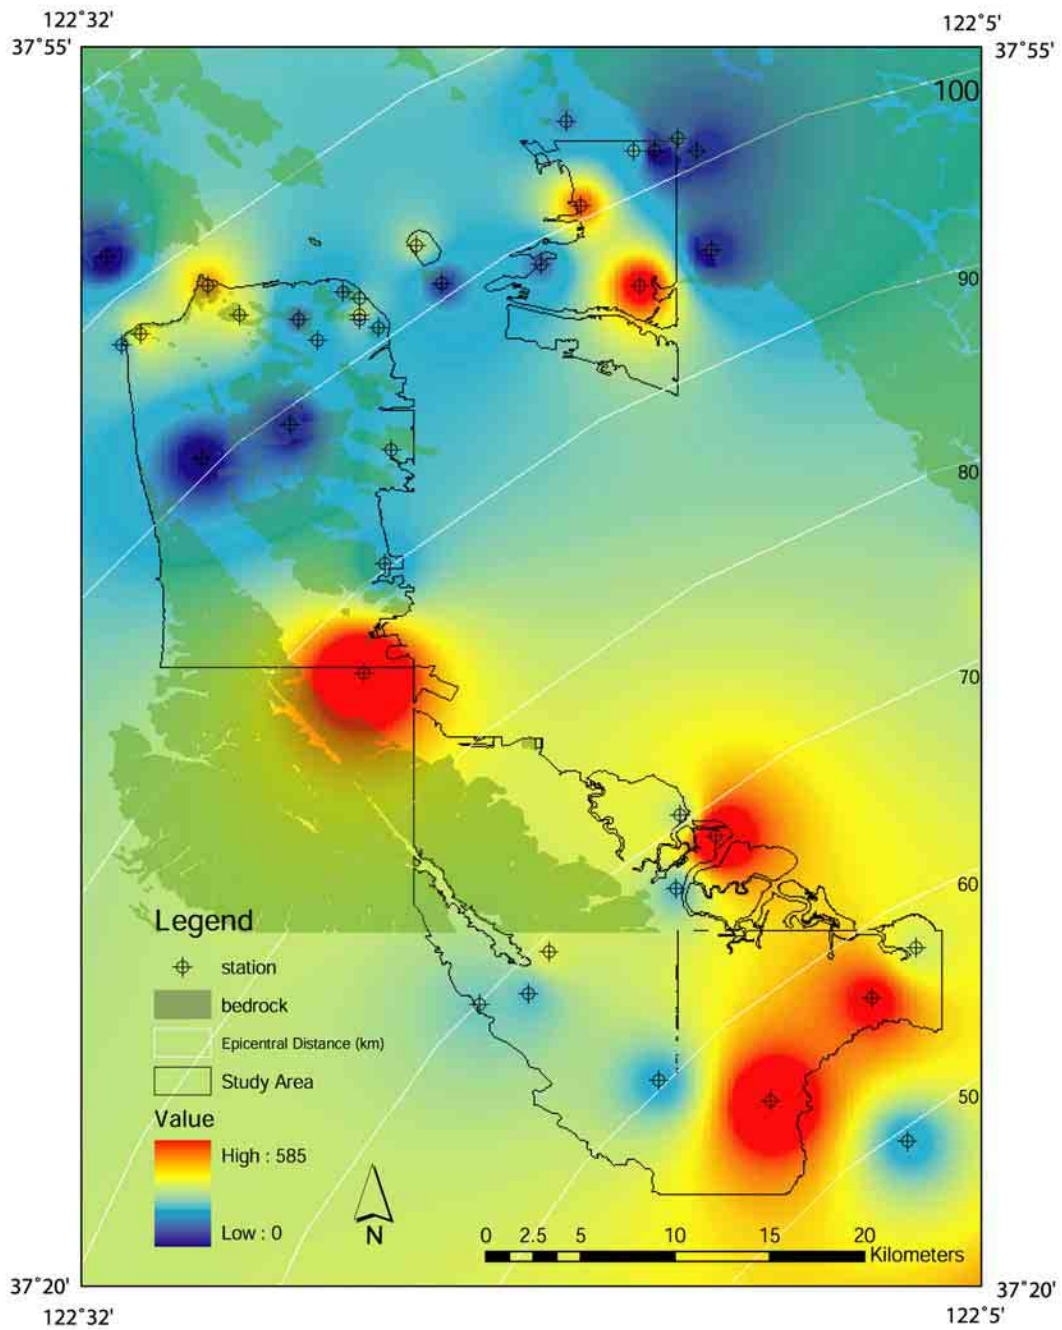 122°32'
122°5'
37°55'
37°55'
100
90
80
70
60
50
Legend
station
bedrock
Epicentral Distance (km)
Study Area
Value
High : 585
Low : 0
N
0 2.5 5 10 15 20
Kilometers
37°20'
37°20'
122°32'
122°5'